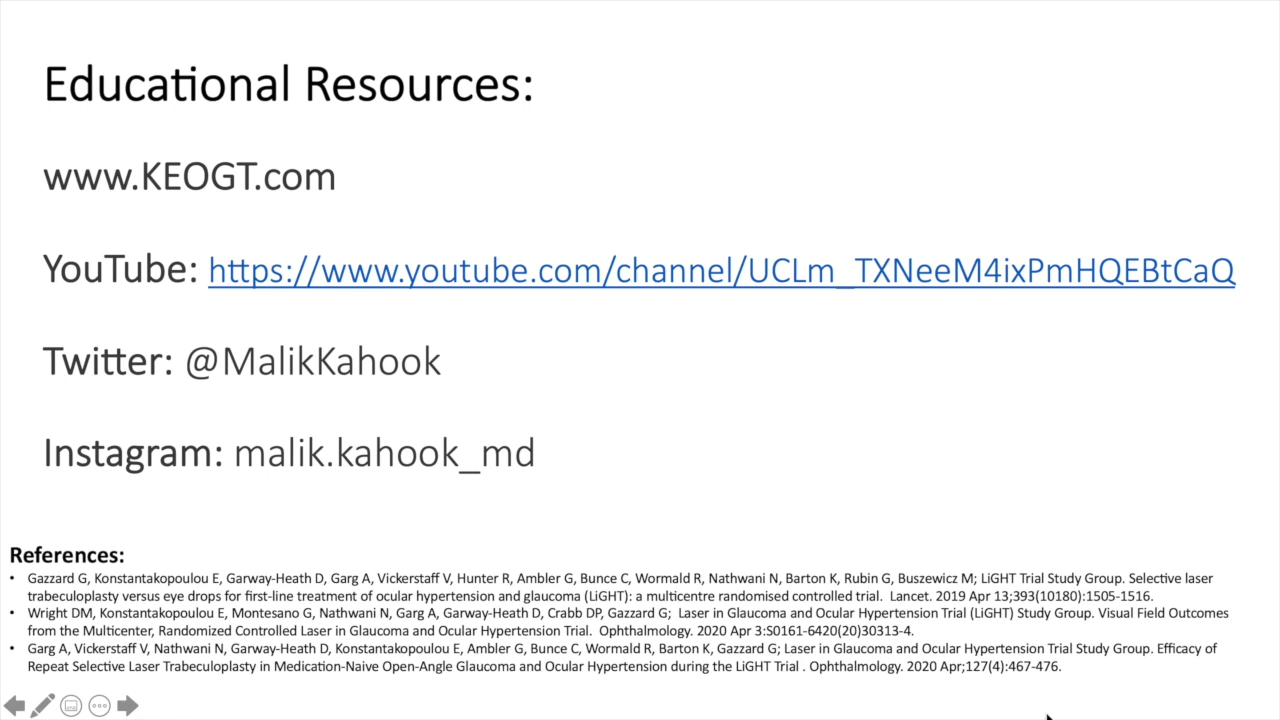 Educational Resources:
www.KEOGT.com
YouTube: https://www.youtube.com/channel/UCLm_TXNeeM4ixPmHQEBtCaQ
Twitter: @MalikKahook
Instagram: malik.kahook_md
References:
• Gazzard G, Konstantakopoulou E, Garway-Heath D, Garg A, Vickerstaff V, Hunter R, Ambler G, Bunce C, Wormald R, Nathwani N, Barton K, Rubin G, Buszewicz M; LiGHT Trial Study Group. Selective laser
trabeculoplasty versus eye drops for first-line treatment of ocular hypertension and glaucoma (LiGHT): a multicentre randomised controlled trial. Lancet. 2019 Apr 13;393(10180):1505-1516.
• Wright DM, Konstantakopoulou E, Montesano G, Nathwani N, Garg A, Garway-Heath D, Crabb DP, Gazzard G; Laser in Glaucoma and Ocular Hypertension Trial (LiGHT) Study Group. Visual Field Outcomes
from the Multicenter, Randomized Controlled Laser in Glaucoma and Ocular Hypertension Trial. Ophthalmology. 2020 Apr 3:S0161-6420(20)30313-4.
• Garg A, Vickerstaff V, Nathwani N, Garway-Heath D, Konstantakopoulou E, Ambler G, Bunce C, Wormald R, Barton K, Gazzard G; Laser in Glaucoma and Ocular Hypertension Trial Study Group. Efficacy of
Repeat Selective Laser Trabeculoplasty in Medication-Naive Open-Angle Glaucoma and Ocular Hypertension during the LiGHT Trial . Ophthalmology. 2020 Apr;127(4):467-476.